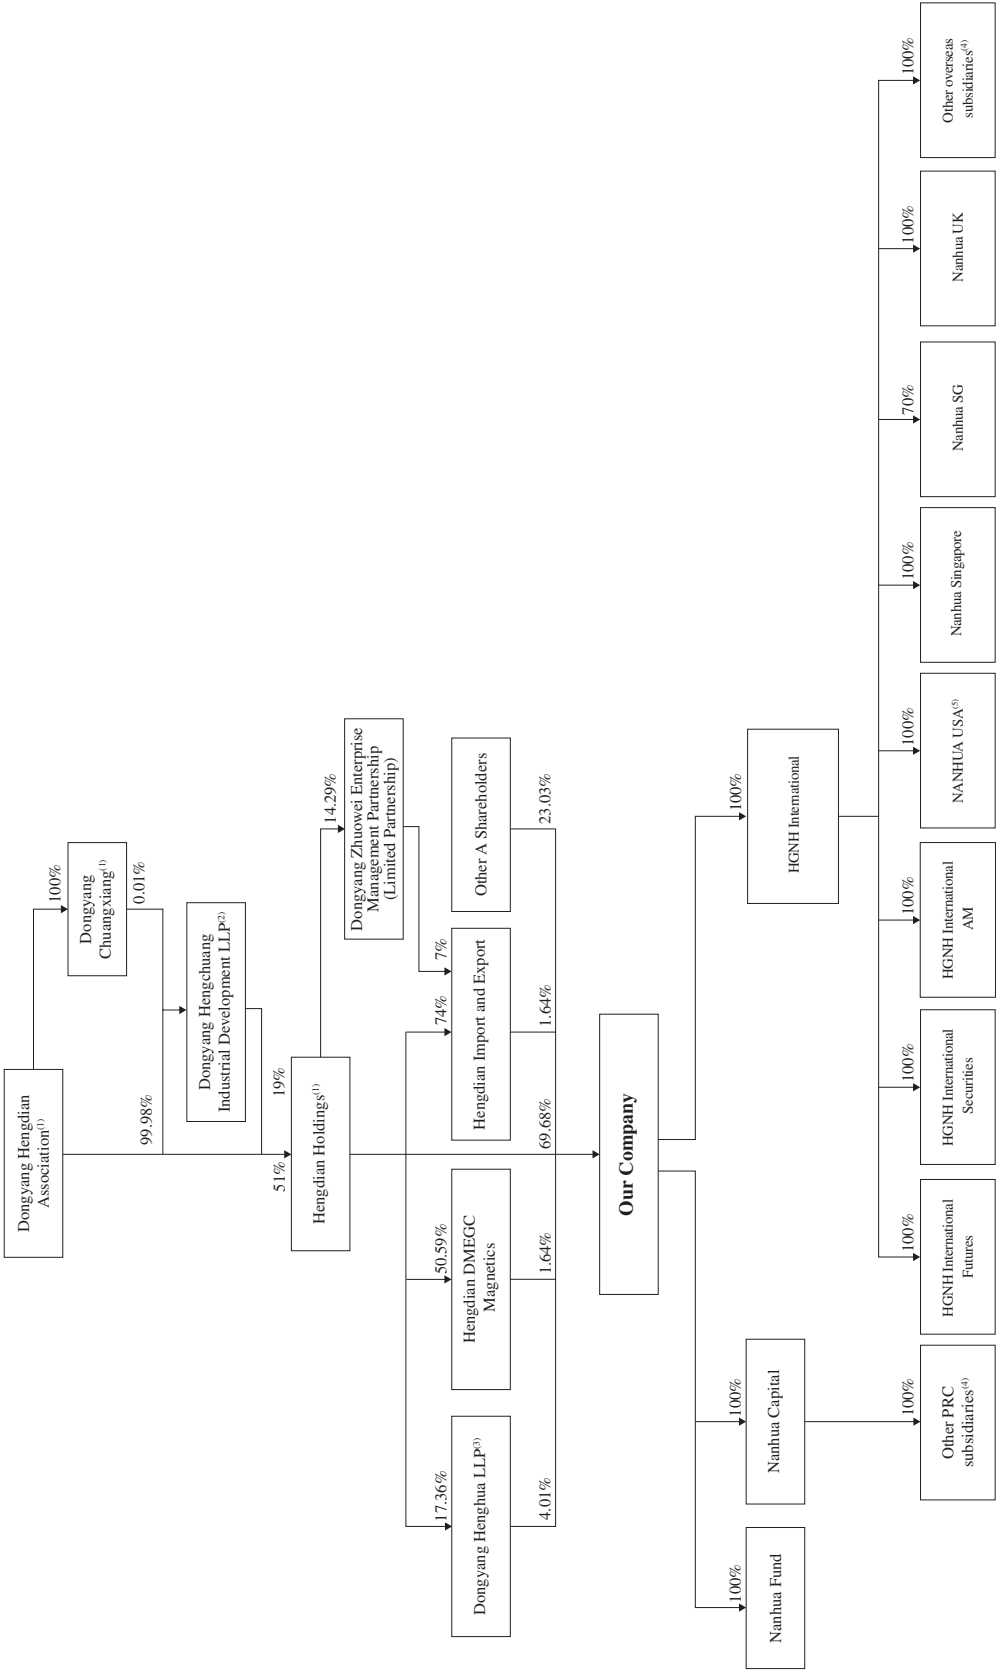 Dongyang Hengdian
Association(1)
100%
Dongyang
Chuangxiang(1)
99.98%
0.01%
Dongyang Hengchuang
Industrial Development LLP(2)
51%
19%
Hengdian Holdings(1)
14.29%
Dongyang Zhuowei Enterprise
Management Partnership
(Limited Partnership)
17.36%
50.59%
74%
7%
Dongyang Henghua LLP(3)
Hengdian DMEGC
Magnetics
Hengdian Import and Export
Other A Shareholders
4.01%
1.64%
69.68%
1.64%
23.03%
Our Company
100%
100%
100%
Nanhua Fund
Nanhua Capital
HGNH International
100%
100%
100%
100%
100%
100%
70%
100%
100%
Other PRC
subsidiaries(4)
HGNH International
Futures
HGNH International
Securities
HGNH International
AM
NANHUA USA(5)
Nanhua Singapore
Nanhua SG
Nanhua UK
Other overseas
subsidiaries(4)